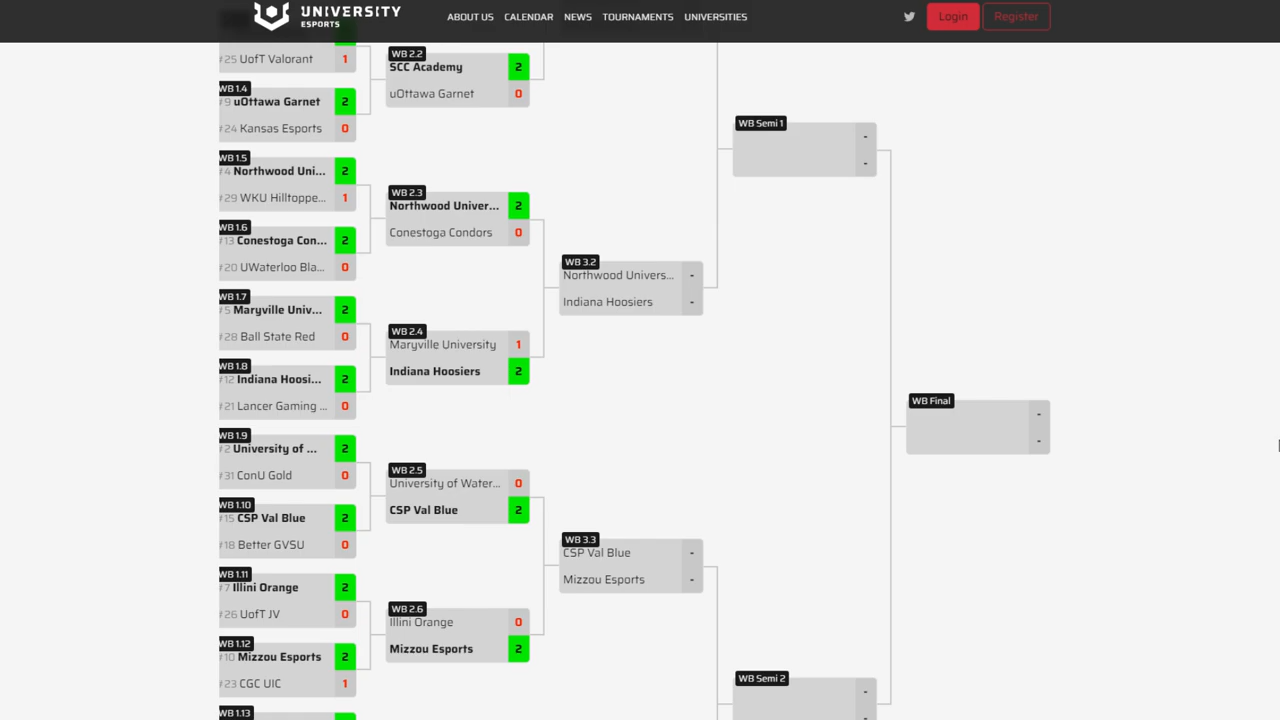 UNIVERSITY
ESPORTS
ABOUT US CALENDAR NEWS TOURNAMENTS UNIVERSITIES
Login Register
#25 UofT Valorant 1
WB 1.4
#9 uOttawa Garnet 2
#24 Kansas Esports 0
WB 1.5
#4 Northwood Uni... 2
#29 WKU Hilltoppe... 1
WB 1.6
#13 Conestoga Con... 2
#20 UWaterloo Bla... 0
WB 1.7
#5 Maryville Univ... 2
#28 Ball State Red 0
WB 1.8
#12 Indiana Hoosi... 2
#21 Lancer Gaming ... 0
WB 1.9
#2 University of ... 2
#31 ConU Gold 0
WB 1.10
#15 CSP Val Blue 2
#18 Better GVSU 0
WB 1.11
#7 Illini Orange 2
#26 UofT JV 0
WB 1.12
#10 Mizzou Esports 2
#23 CGC UIC 1
WB 1.13
WB 2.2
SCC Academy 2
uOttawa Garnet 0
WB 2.3
Northwood Univer... 2
Conestoga Condors 0
WB 2.4
Maryville University 1
Indiana Hoosiers 2
WB 2.5
University of Water... 0
CSP Val Blue 2
WB 2.6
Illini Orange 0
Mizzou Esports 2
WB 3.2
Northwood Univers... -
Indiana Hoosiers -
WB 3.3
CSP Val Blue -
Mizzou Esports -
WB Semi 1
-
-
WB Semi 2
-
-
WB Final
-
-